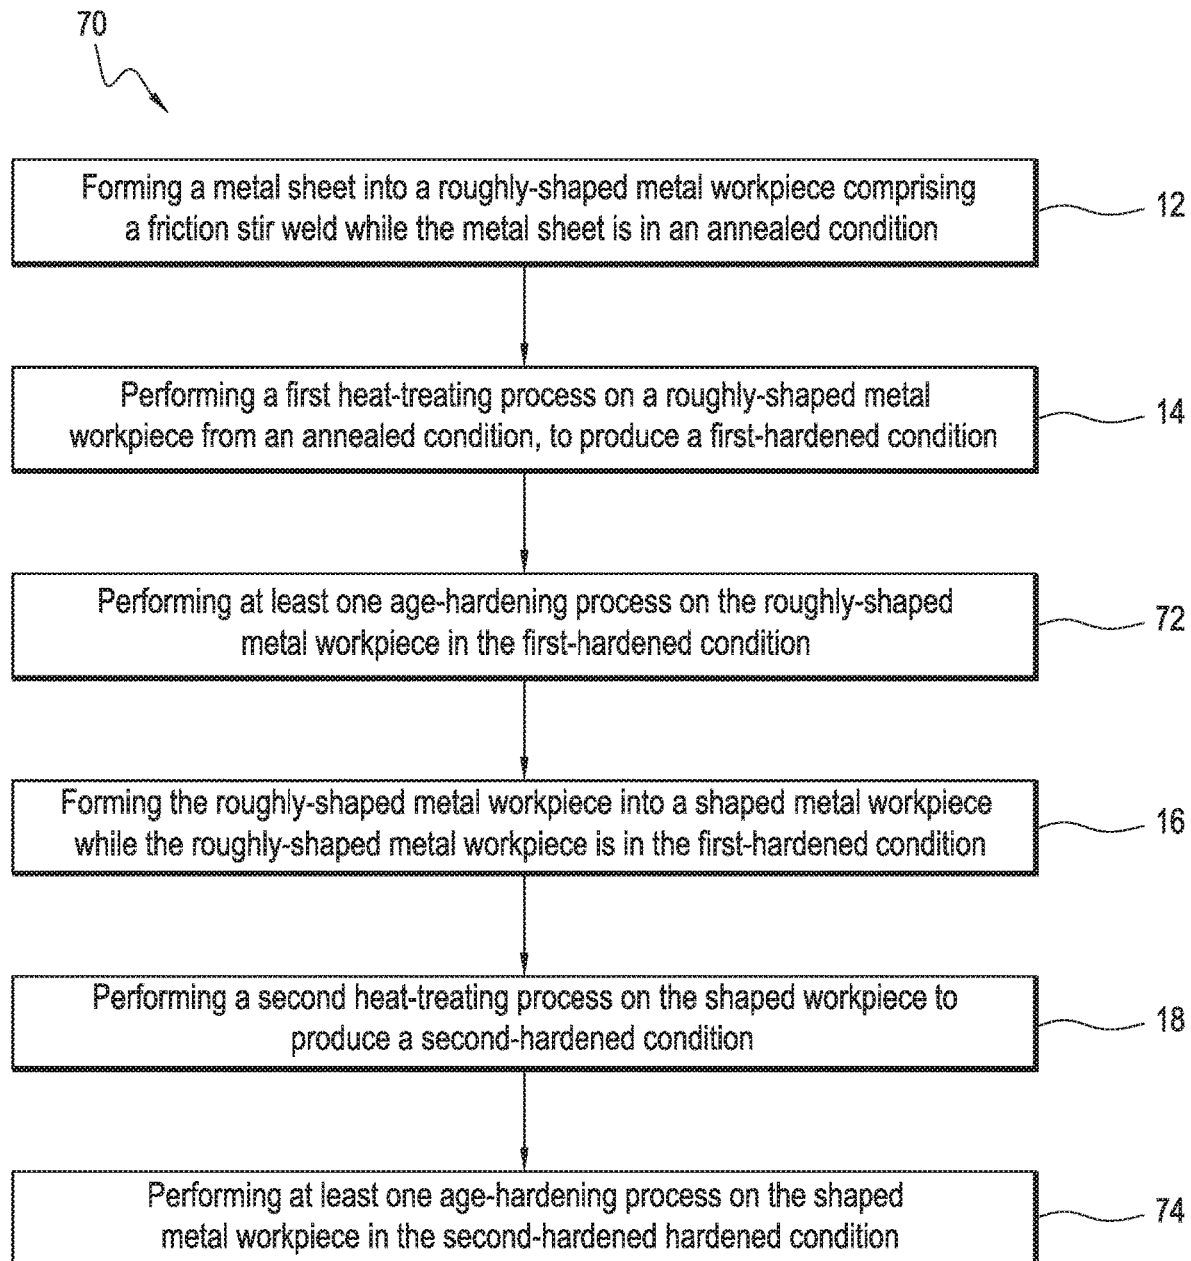 70
Forming a metal sheet into a roughly-shaped metal workpiece comprising
a friction stir weld while the metal sheet is in an annealed condition
12
Performing a first heat-treating process on a roughly-shaped metal
workpiece from an annealed condition, to produce a first-hardened condition
14
Performing at least one age-hardening process on the roughly-shaped
metal workpiece in the first-hardened condition
72
Forming the roughly-shaped metal workpiece into a shaped metal workpiece
while the roughly-shaped metal workpiece is in the first-hardened condition
16
Performing a second heat-treating process on the shaped workpiece to
produce a second-hardened condition
18
Performing at least one age-hardening process on the shaped
metal workpiece in the second-hardened hardened condition
74